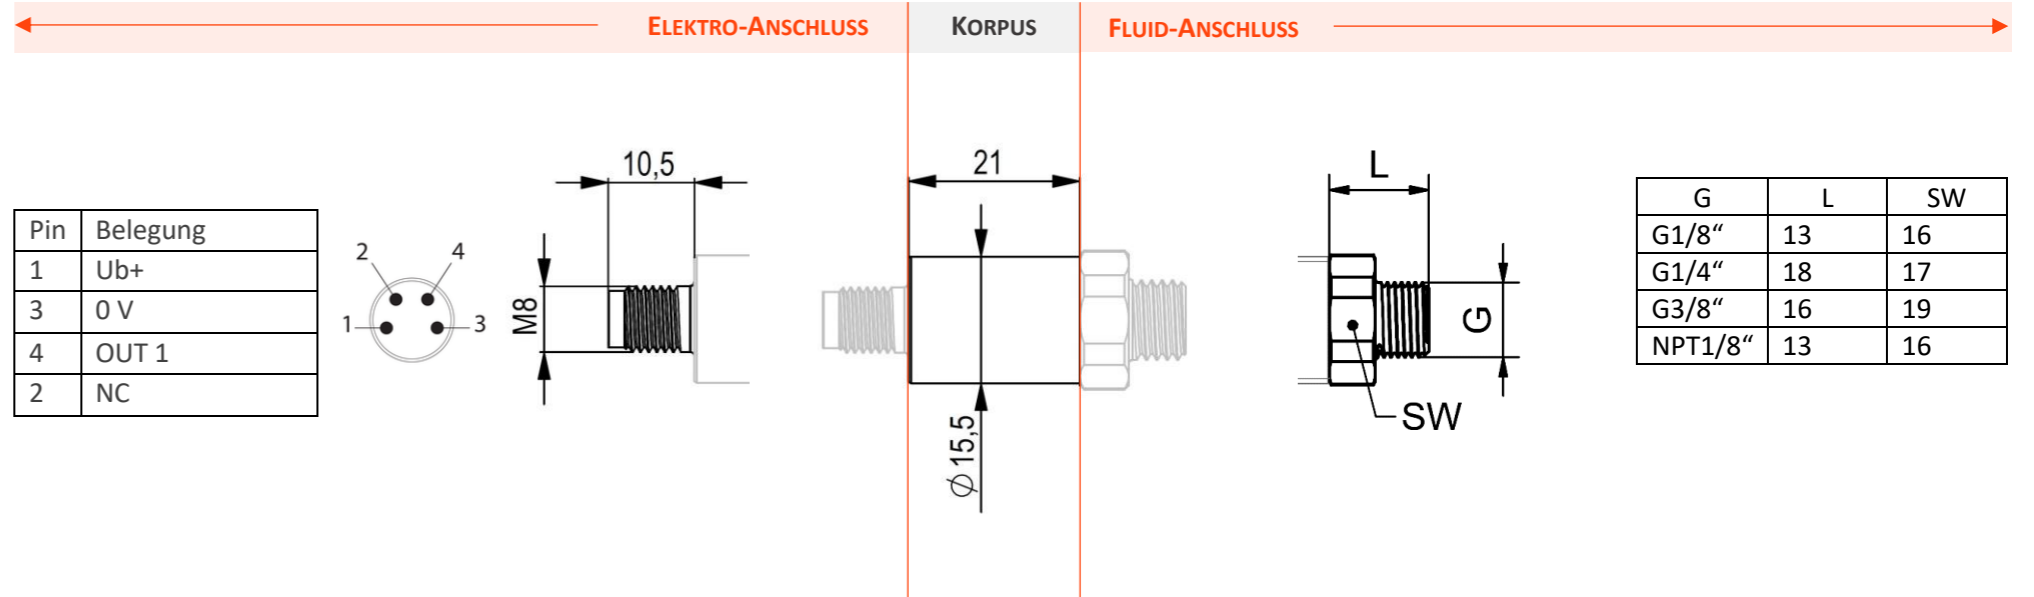 ELEKTRO-ANSCHLUSS
KORPUS
FLUID-ANSCHLUSS
Pin Belegung
1 Ub+
3 0 V
4 OUT 1
2 NC
2 4
1 3
10,5
M8
21
Ø15,5
L
G
SW
G L SW
G1/8“ 13 16
G1/4“ 18 17
G3/8“ 16 19
NPT1/8“ 13 16